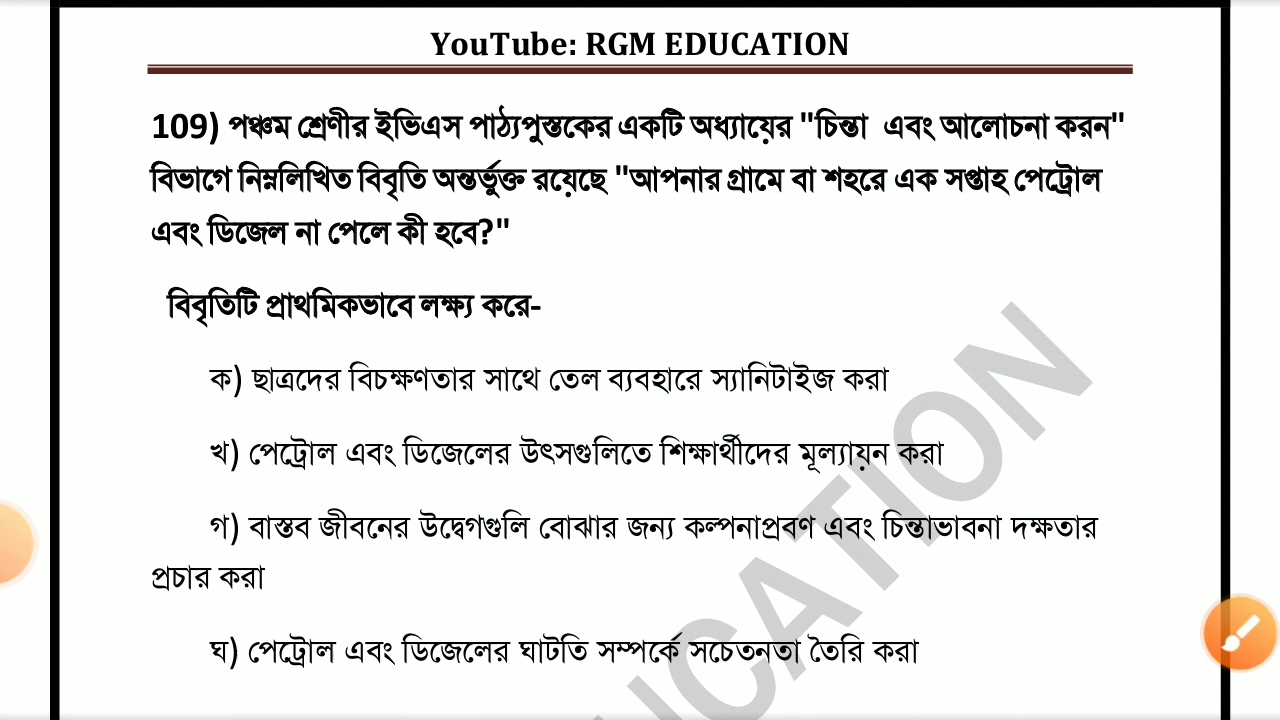 YouTube: RGM EDUCATION
109) পঞ্চম শ্রেণীর ইভিএস পাঠ্যপুস্তকের একটি অধ্যায়ের "চিন্তা এবং আলোচনা করন"
বিভাগে নিম্নলিখিত বিবৃতি অন্তর্ভুক্ত রয়েছে "আপনার গ্রামে বা শহরে এক সপ্তাহ পেট্রোল
এবং ডিজেল না পেলে কী হবে?"
বিবৃতিটি প্রাথমিকভাবে লক্ষ্য করে-
ক) ছাত্রদের বিচক্ষণতার সাথে তেল ব্যবহারে স্যানিটাইজ করা
খ) পেট্রোল এবং ডিজেলের উৎসগুলিতে শিক্ষার্থীদের মূল্যায়ন করা
গ) বাস্তব জীবনের উদ্বেগগুলি বোঝার জন্য কল্পনাপ্রবণ এবং চিন্তাভাবনা দক্ষতার
প্রচার করা
ঘ) পেট্রোল এবং ডিজেলের ঘাটতি সম্পর্কে সচেতনতা তৈরি করা
UCATION